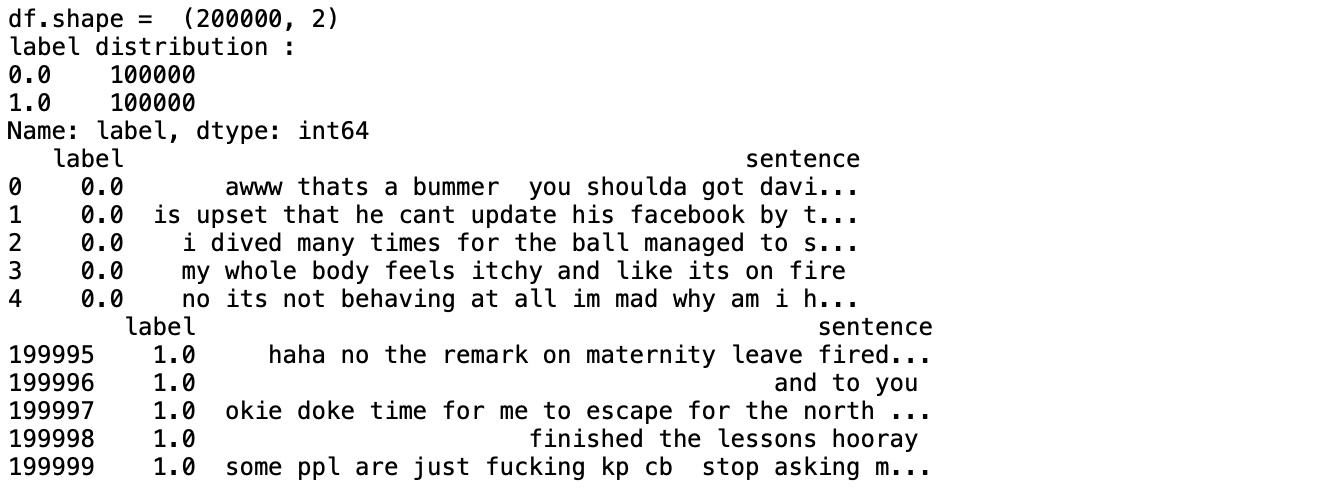 df.shape =  (200000, 2)
label distribution :
0.0    100000
1.0    100000
Name: label, dtype: int64
   label                                           sentence
0    0.0       awww thats a bummer  you shoulda got davi...
1    0.0  is upset that he cant update his facebook by t...
2    0.0    i dived many times for the ball managed to s...
3    0.0    my whole body feels itchy and like its on fire
4    0.0    no its not behaving at all im mad why am i h...
        label                                           sentence
199995    1.0     haha no the remark on maternity leave fired...
199996    1.0                                        and to you
199997    1.0  okie doke time for me to escape for the north ...
199998    1.0                       finished the lessons hooray
199999    1.0  some ppl are just fucking kp cb  stop asking m...